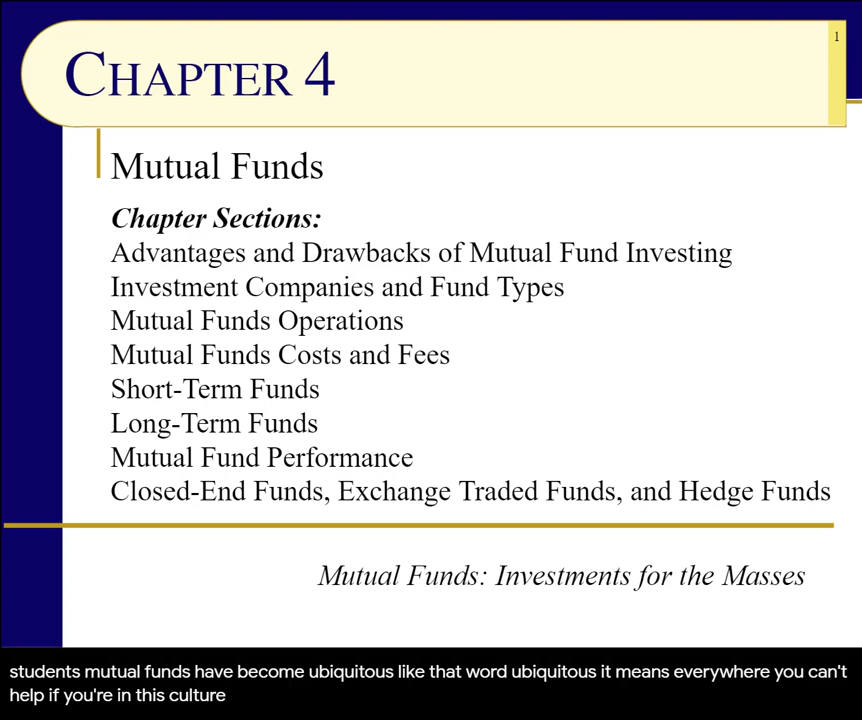 1
CHAPTER 4
Mutual Funds
Chapter Sections:
Advantages and Drawbacks of Mutual Fund Investing
Investment Companies and Fund Types
Mutual Funds Operations
Mutual Funds Costs and Fees
Short-Term Funds
Long-Term Funds
Mutual Fund Performance
Closed-End Funds, Exchange Traded Funds, and Hedge Funds
Mutual Funds: Investments for the Masses
students mutual funds have become ubiquitous like that word ubiquitous it means everywhere you can't
help if you're in this culture